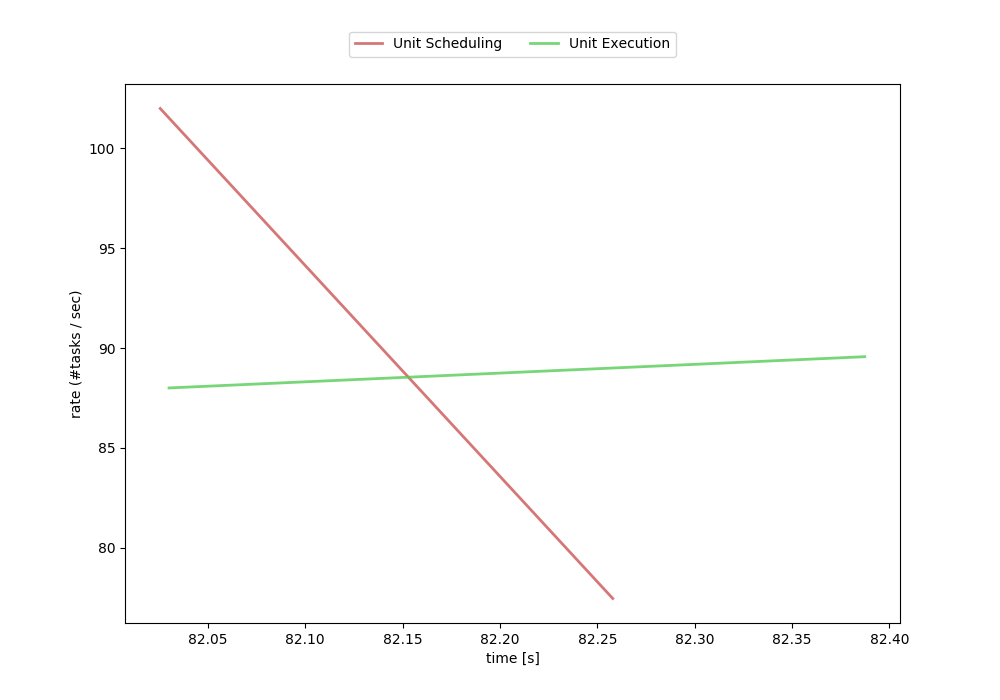 Unit Scheduling Unit Execution
100
95
90
85
80
rate (#tasks / sec)
82.05 82.10 82.15 82.20 82.25 82.30 82.35 82.40
time [s]